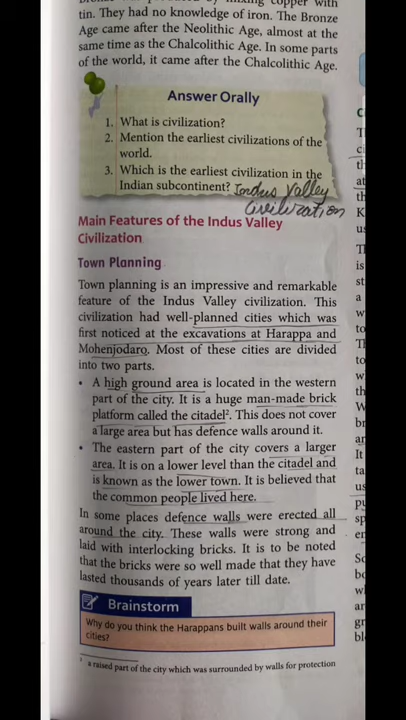 Bronze was produced by mixing copper with
tin. They had no knowledge of iron. The Bronze
Age came after the Neolithic Age, almost at the
same time as the Chalcolithic Age. In some parts
of the world, it came after the Chalcolithic Age.
Answer Orally
1. What is civilization?
2. Mention the earliest civilizations of the
world.
3. Which is the earliest civilization in the
Indian subcontinent? Indus Valley
Civilization
Main Features of the Indus Valley
Civilization
Town Planning
Town planning is an impressive and remarkable
feature of the Indus Valley civilization. This
civilization had well-planned cities which was
first noticed at the excavations at Harappa and
Mohenjodaro. Most of these cities are divided
into two parts.
• A high ground area is located in the western
part of the city. It is a huge man-made brick
platform called the citadel². This does not cover
a large area but has defence walls around it.
• The eastern part of the city covers a larger
area. It is on a lower level than the citadel and
is known as the lower town. It is believed that
the common people lived here.
In some places defence walls were erected all
around the city. These walls were strong and
laid with interlocking bricks. It is to be noted
that the bricks were so well made that they have
lasted thousands of years later till date.
Brainstorm
Why do you think the Harappans built walls around their
cities?
² a raised part of the city which was surrounded by walls for protection